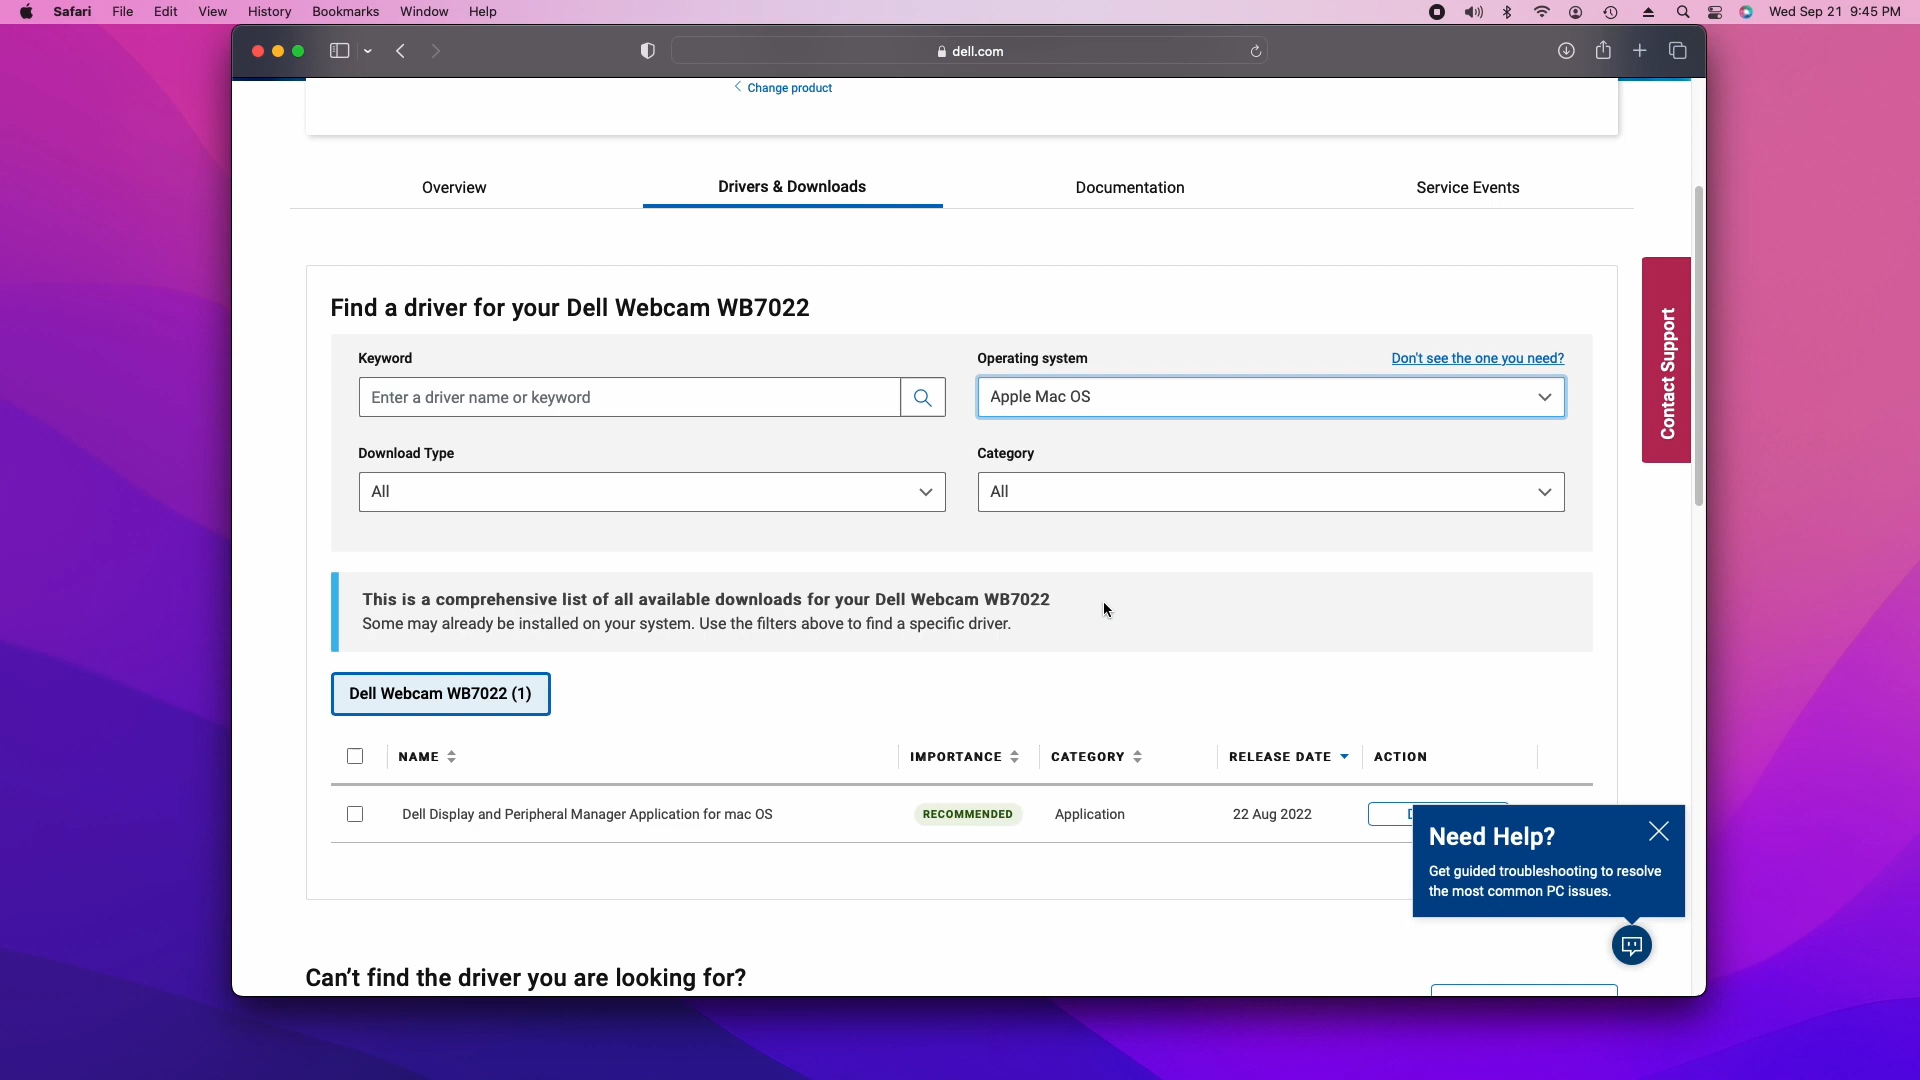 Safari File Edit View History Bookmarks Window Help Wed Sep 21 9:45 PM
dell.com
Change product
Overview Drivers & Downloads Documentation Service Events
Find a driver for your Dell Webcam WB7022
Keyword Operating system Don't see the one you need?
Enter a driver name or keyword Apple Mac OS
Download Type Category
All All
Contact Support
This is a comprehensive list of all available downloads for your Dell Webcam WB7022
Some may already be installed on your system. Use the filters above to find a specific driver.
Dell Webcam WB7022 (1)
NAME IMPORTANCE CATEGORY RELEASE DATE ACTION
Dell Display and Peripheral Manager Application for mac OS RECOMMENDED Application 22 Aug 2022
Need Help?
Get guided troubleshooting to resolve
the most common PC issues.
Can't find the driver you are looking for?